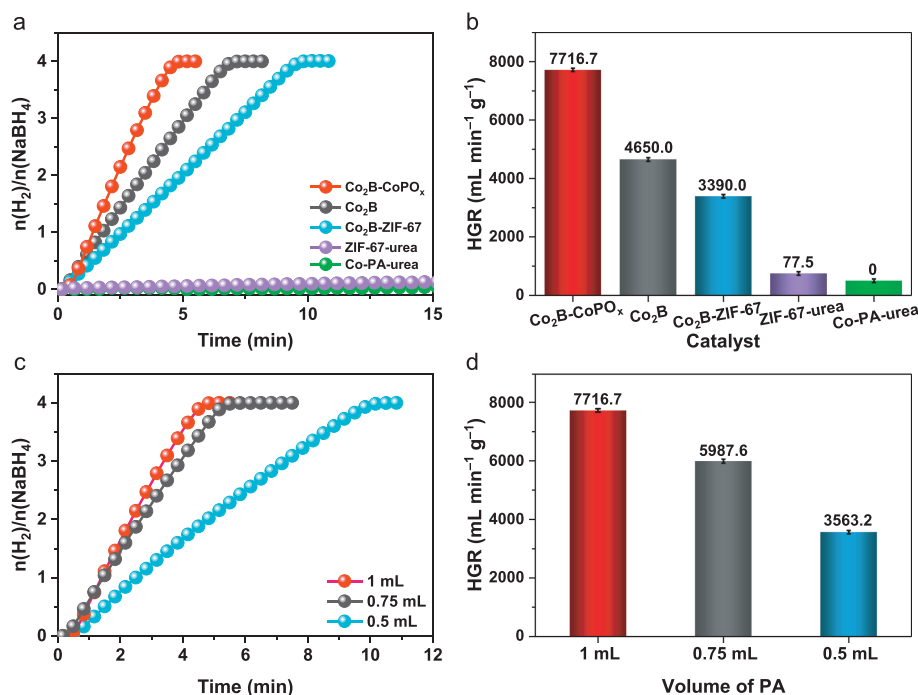 a
n(H₂)/n(NaBH₄)
4
3
2
1
0
Co₂B-CoPOₓ
Co₂B
Co₂B-ZIF-67
ZIF-67-urea
Co-PA-urea
0 5 10 15
Time (min)
b
HGR (mL min⁻¹ g⁻¹)
8000
6000
4000
2000
0
7716.7
4650.0
3390.0
77.5
0
Co₂B-CoPOₓ Co₂B Co₂B-ZIF-67 ZIF-67-urea Co-PA-urea
Catalyst
c
n(H₂)/n(NaBH₄)
4
4
2
1
0
1 mL
0.75 mL
0.5 mL
0 2 4 6 8 10 12
Time (min)
d
HGR (mL min⁻¹ g⁻¹)
8000
6000
4000
2000
0
7716.7
5987.6
3563.2
1 mL 0.75 mL 0.5 mL
Volume of PA